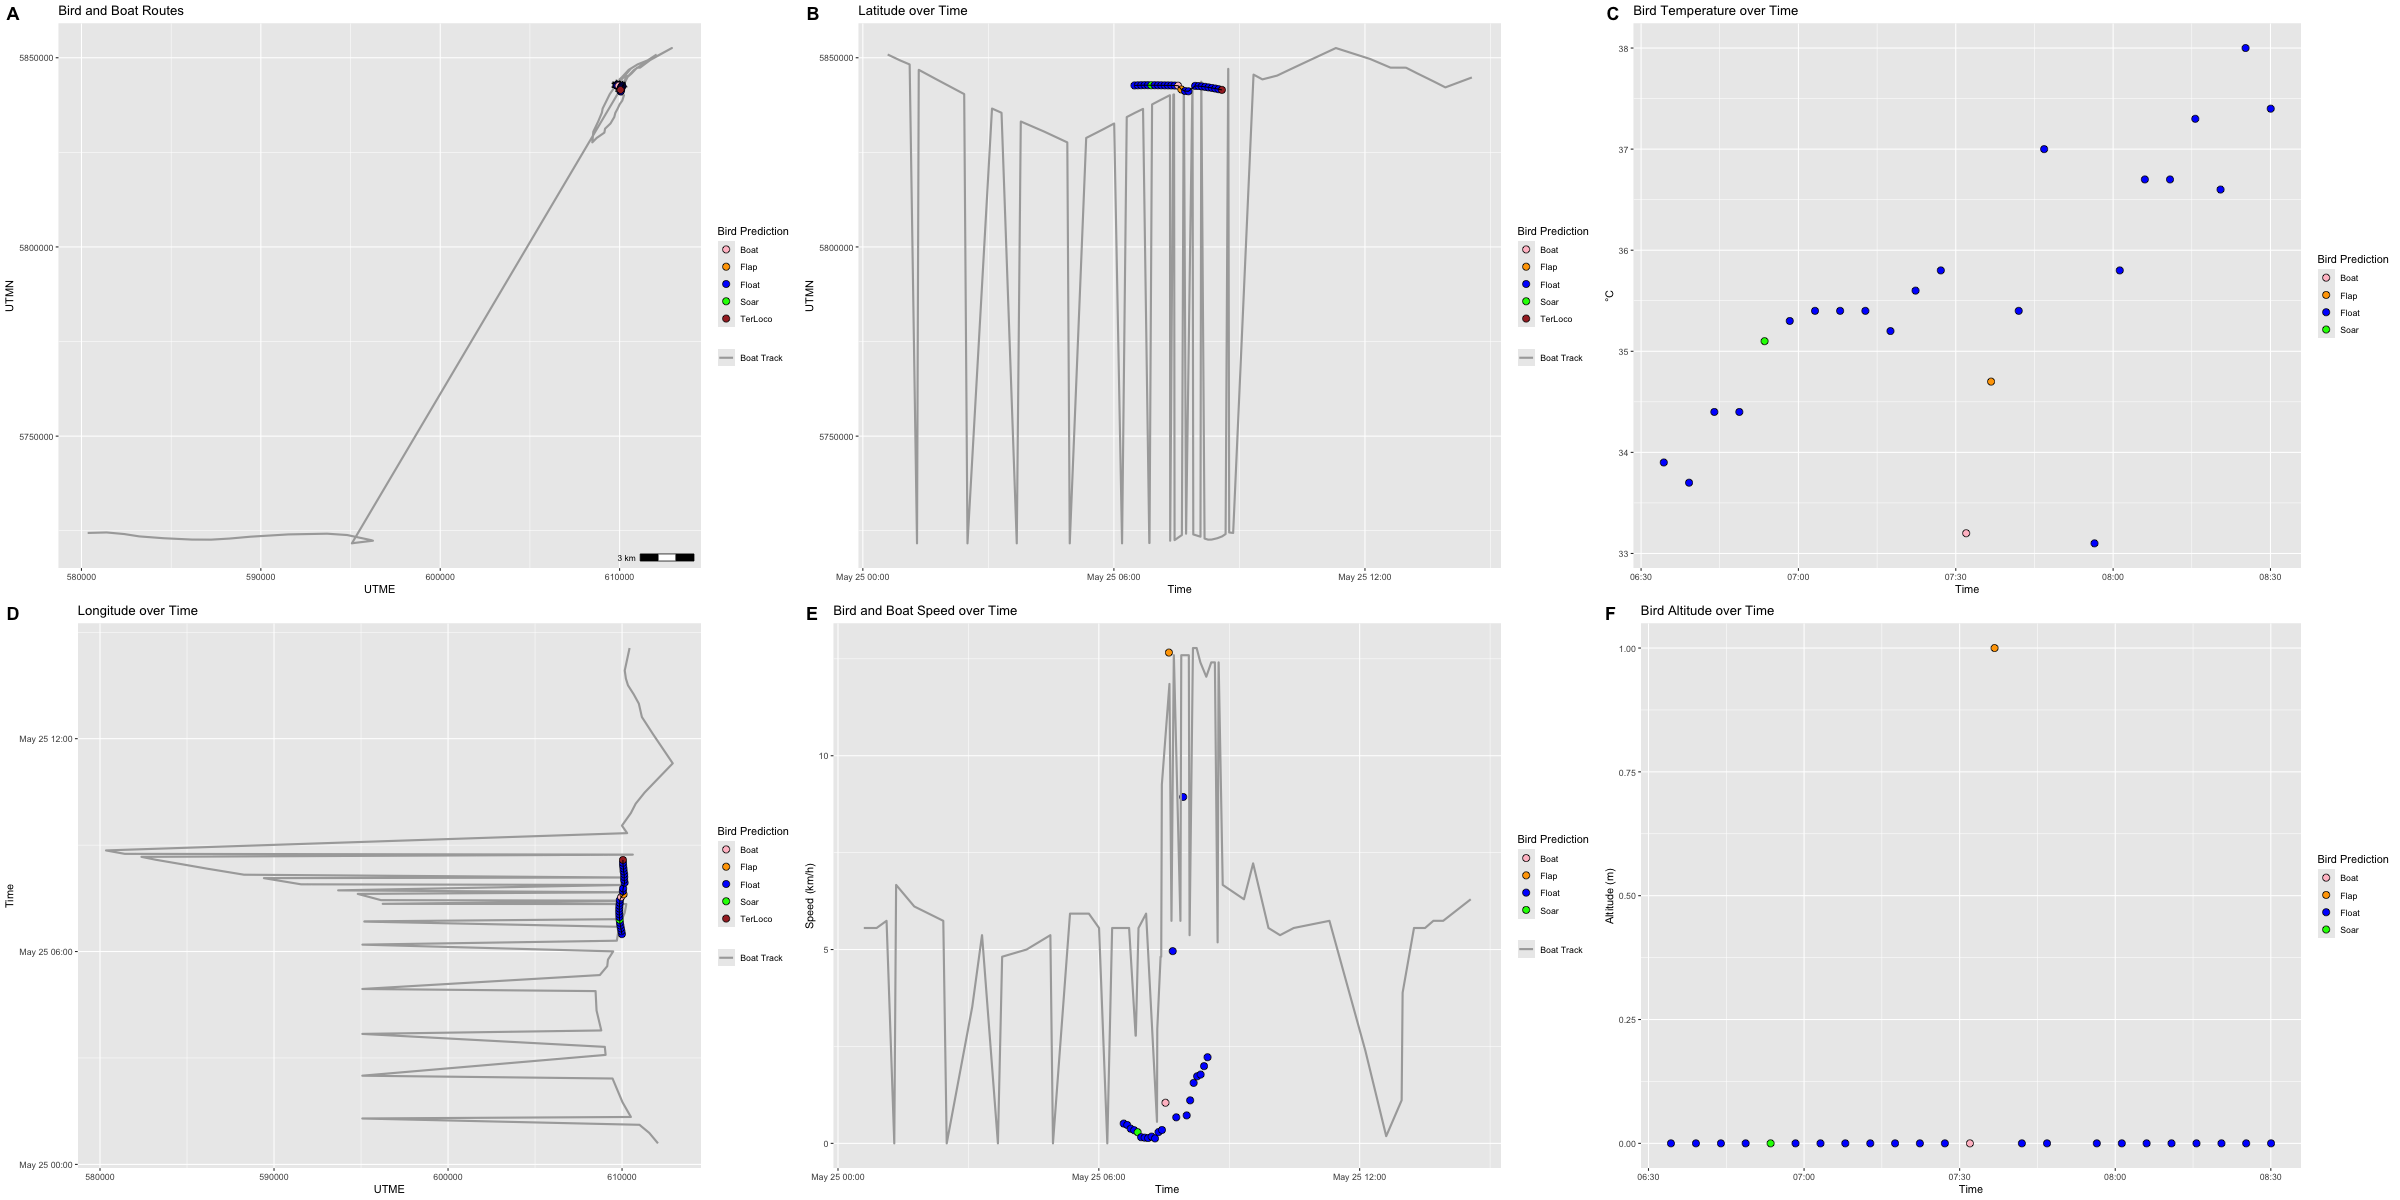 A
Bird and Boat Routes
5850000
5800000
5750000
UTMN
580000
590000
600000
610000
UTME
3 km
Bird Prediction
Boat
Flap
Float
Soar
TerLoco
Boat Track
B
Latitude over Time
5850000
5800000
5750000
UTMN
May 25 00:00
May 25 06:00
May 25 12:00
Time
Bird Prediction
Boat
Flap
Float
Soar
TerLoco
Boat Track
C
Bird Temperature over Time
38
37
36
35
34
33
°C
06:30
07:00
07:30
08:00
08:30
Time
Bird Prediction
Boat
Flap
Float
Soar
D
Longitude over Time
May 25 12:00
May 25 06:00
May 25 00:00
Time
580000
590000
600000
610000
UTME
Bird Prediction
Boat
Flap
Float
Soar
TerLoco
Boat Track
E
Bird and Boat Speed over Time
10
5
0
Speed (km/h)
May 25 00:00
May 25 06:00
May 25 12:00
Time
Bird Prediction
Boat
Flap
Float
Soar
Boat Track
F
Bird Altitude over Time
1.00
0.75
0.50
0.25
0.00
Altitude (m)
06:30
07:00
07:30
08:00
08:30
Time
Bird Prediction
Boat
Flap
Float
Soar